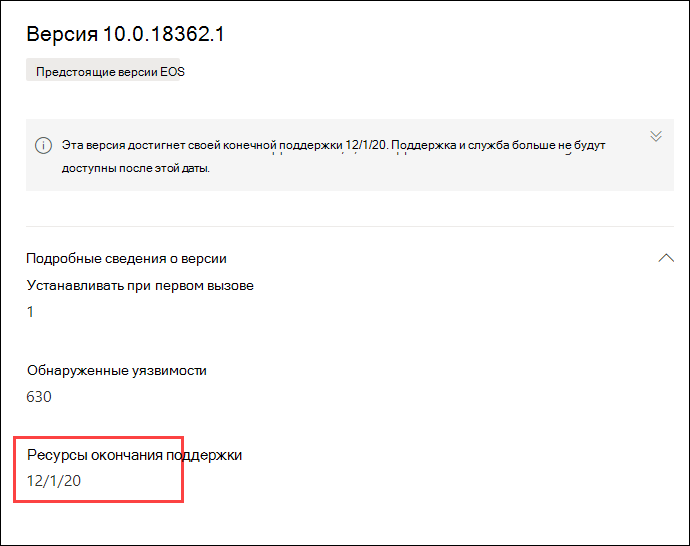 Версия 10.0.18362.1
Предстоящие версии EOS
Эта версия достигнет своей конечной поддержки 12/1/20. Поддержка и служба больше не будут
доступны после этой даты.
Подробные сведения о версии
Устанавливать при первом вызове
1
Обнаруженные уязвимости
630
Ресурсы окончания поддержки
12/1/20